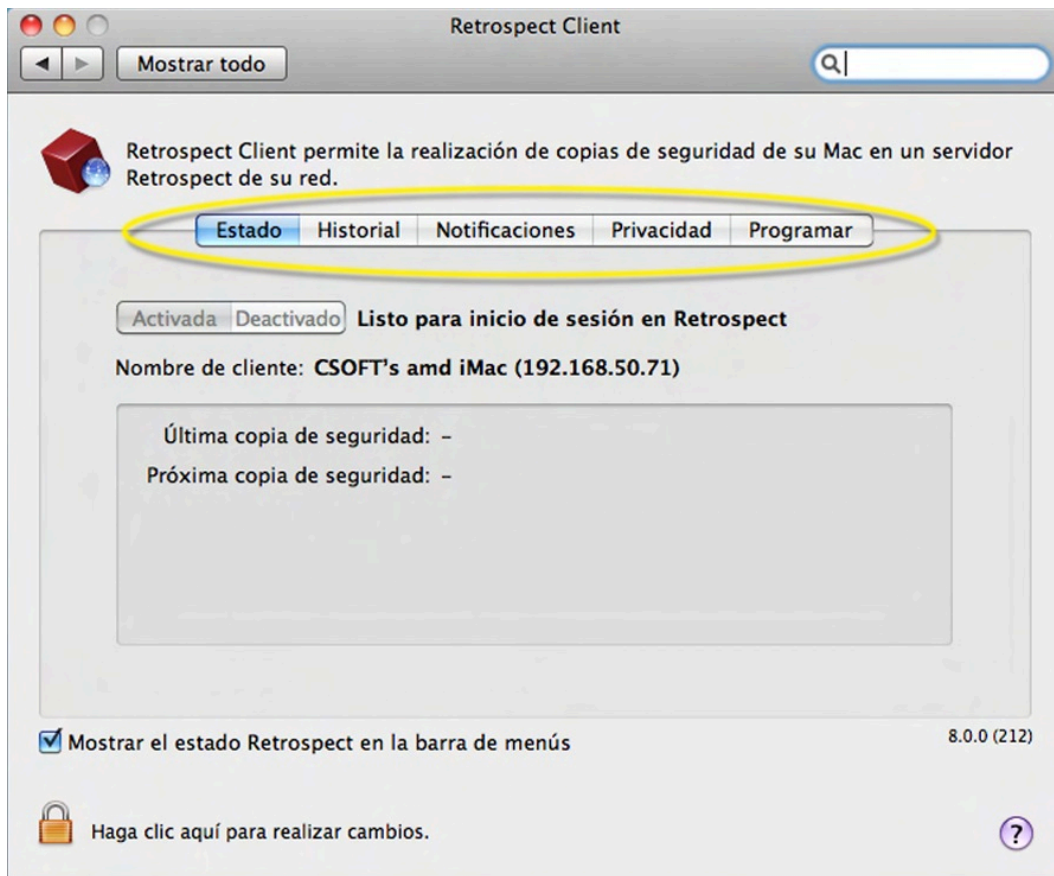 Retrospect Client
Mostrar todo
Retrospect Client permite la realización de copias de seguridad de su Mac en un servidor
Retrospect de su red.
Estado Historial Notificaciones Privacidad Programar
Activada Deactivado Listo para inicio de sesión en Retrospect
Nombre de cliente: CSOFT's amd iMac (192.168.50.71)
Última copia de seguridad: –
Próxima copia de seguridad: –
Mostrar el estado Retrospect en la barra de menús
8.0.0 (212)
Haga clic aquí para realizar cambios.
?